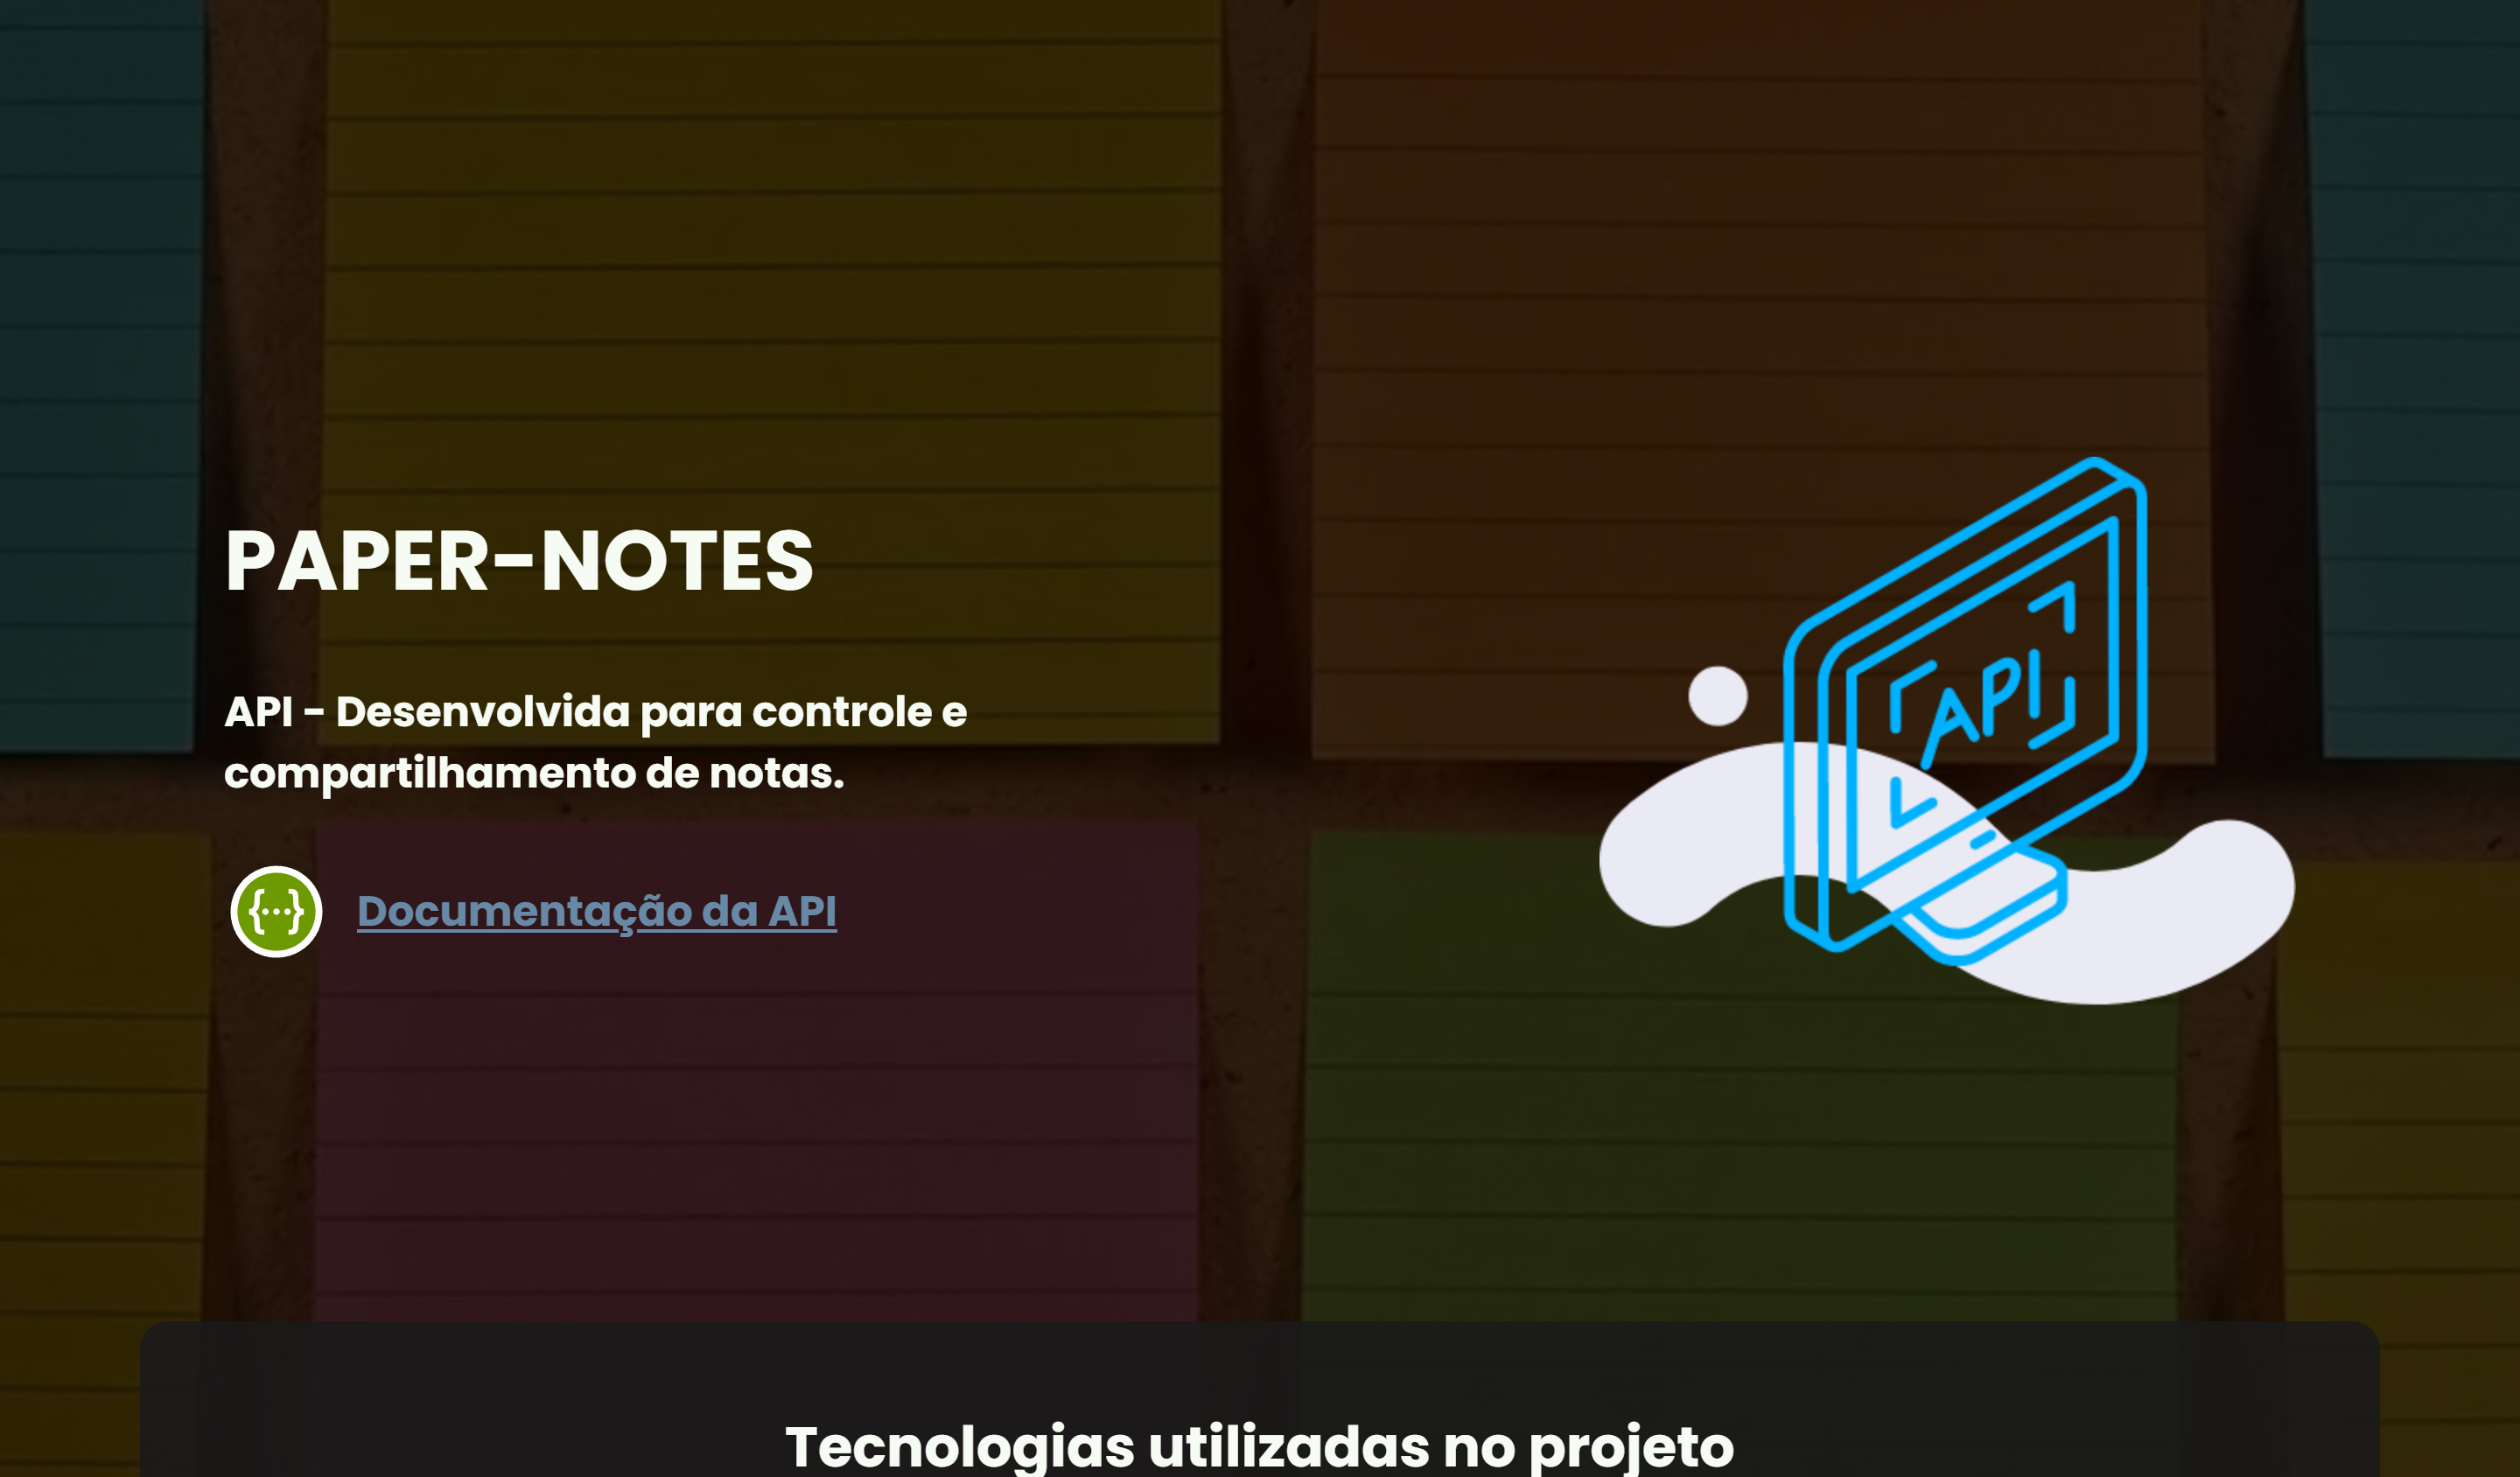 PAPER-NOTES
API - Desenvolvida para controle e
compartilhamento de notas.
{···} Documentação da API
API
Tecnologias utilizadas no projeto